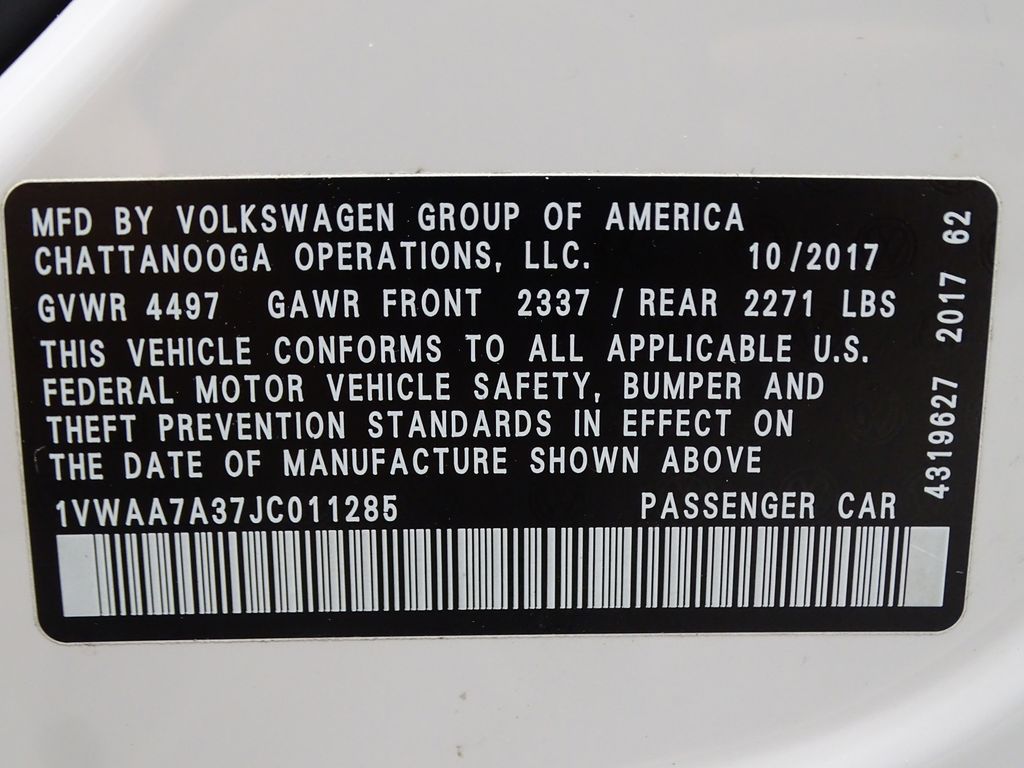 MFD BY VOLKSWAGEN GROUP OF AMERICA
CHATTANOOGA OPERATIONS, LLC. 10/2017
GVWR 4497 GAWR FRONT 2337 / REAR 2271 LBS
THIS VEHICLE CONFORMS TO ALL APPLICABLE U.S.
FEDERAL MOTOR VEHICLE SAFETY, BUMPER AND
THEFT PREVENTION STANDARDS IN EFFECT ON
THE DATE OF MANUFACTURE SHOWN ABOVE
1VWAA7A37JC011285 PASSENGER CAR
4319627 2017 62